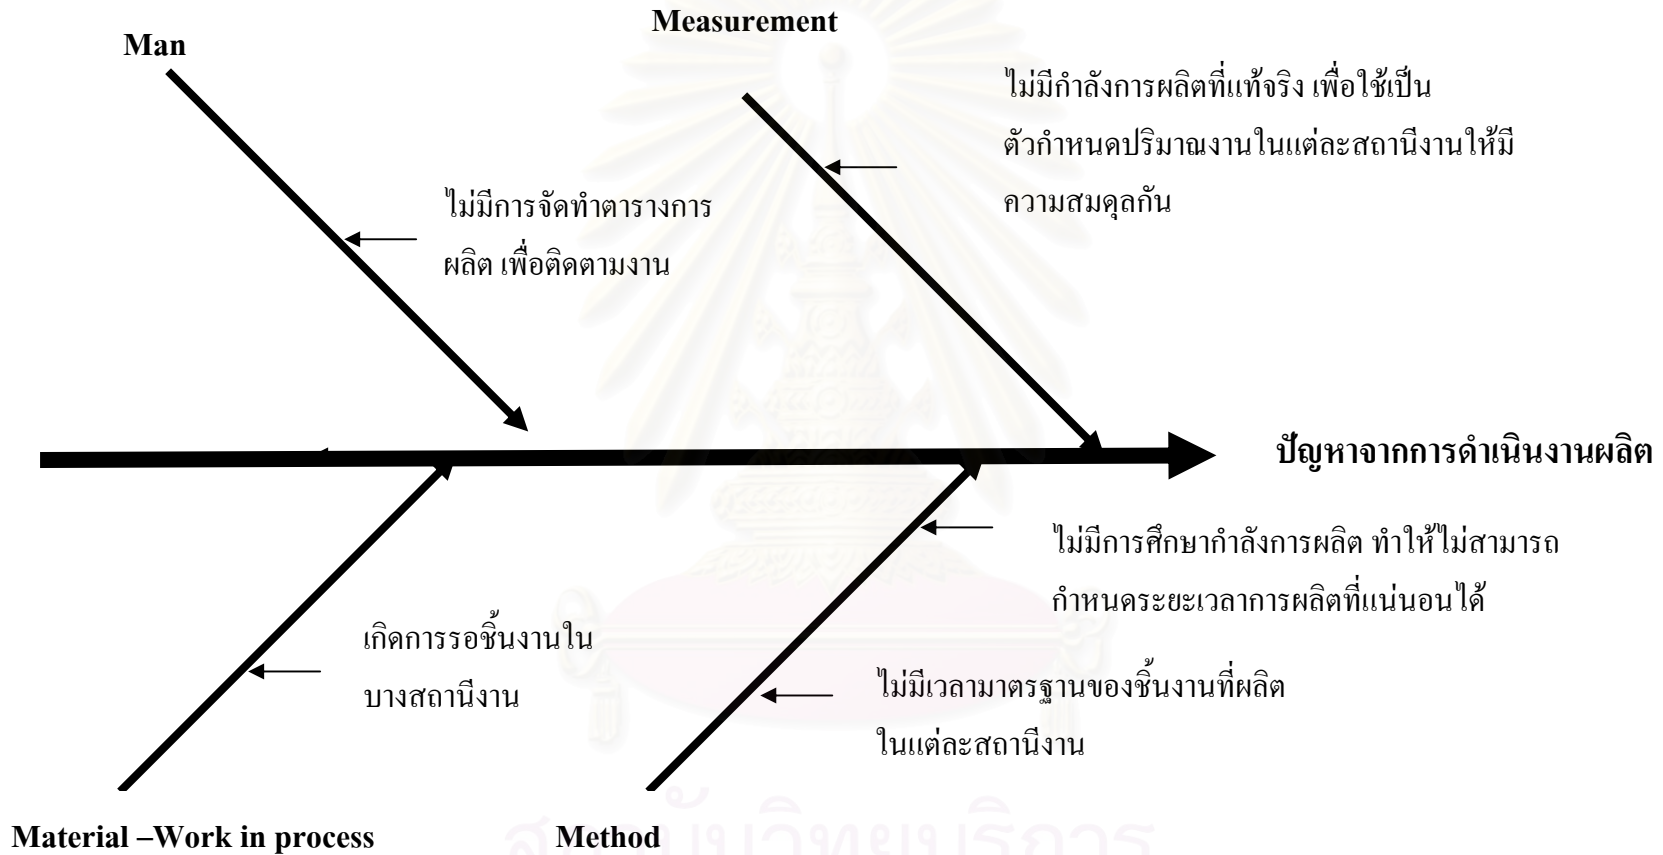 Measurement
Man
ไม่มีกำลังการผลิตที่แท้จริง เพื่อใช้เป็น
ตัวกำหนดปริมาณงานในแต่ละสถานีงานให้มี
ความสมดุลกัน
ไม่มีการจัดทำตารางการ
ผลิต เพื่อติดตามงาน
ปัญหาจากการดำเนินงานผลิต
ไม่มีการศึกษากำลังการผลิต ทำให้ไม่สามารถ
กำหนดระยะเวลาการผลิตที่แน่นอนได้
เกิดการรอชิ้นงานใน
บางสถานีงาน
ไม่มีเวลามาตรฐานของชิ้นงานที่ผลิต
ในแต่ละสถานีงาน
Material –Work in process
Method
สถาบันวิทยบริการ